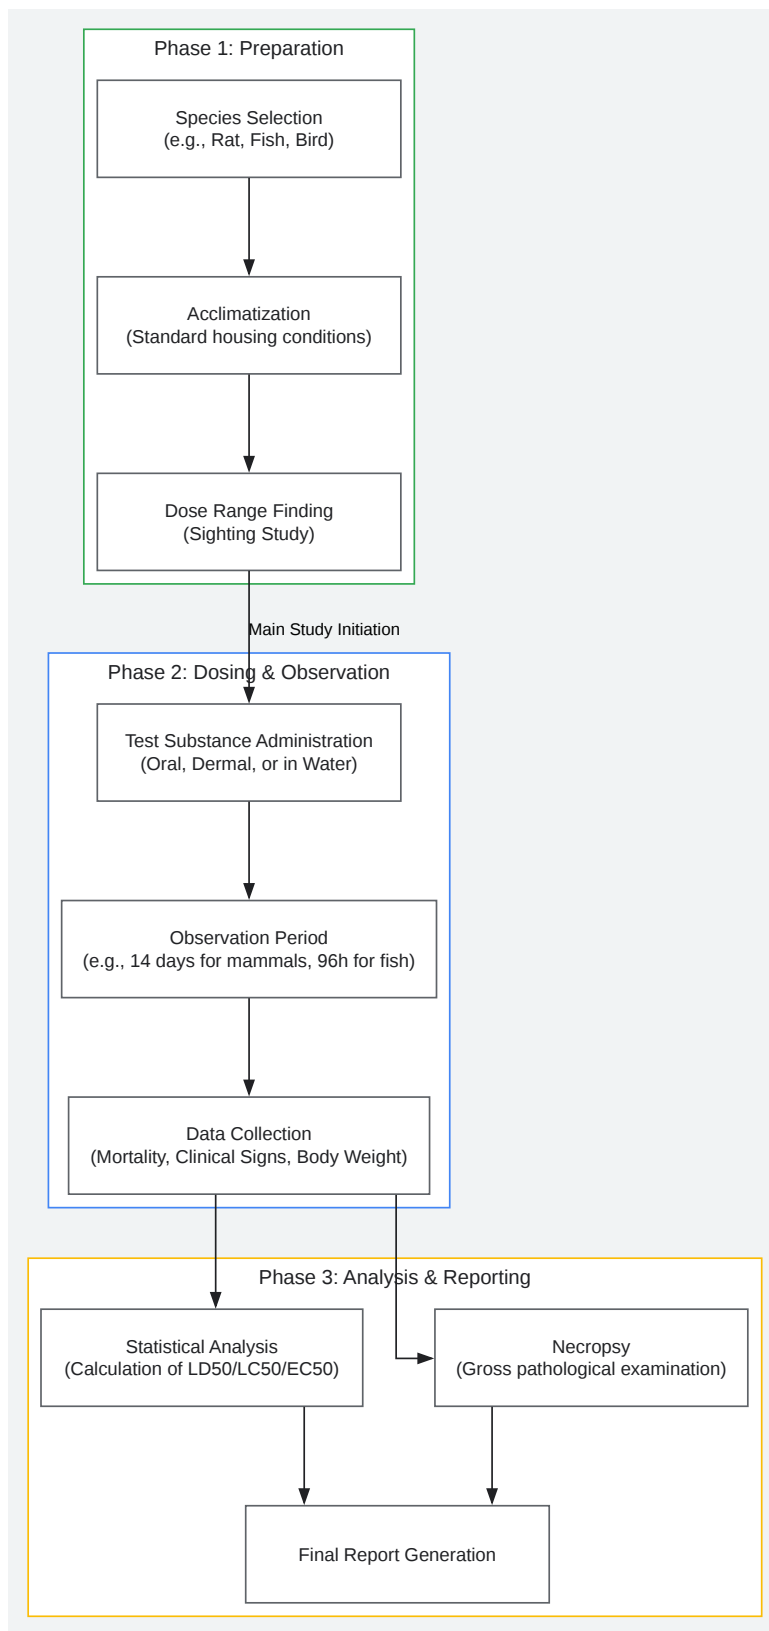 Phase 1: Preparation
Species Selection
(e.g., Rat, Fish, Bird)
Acclimatization
(Standard housing conditions)
Dose Range Finding
(Sighting Study)
Main Study Initiation
Phase 2: Dosing & Observation
Test Substance Administration
(Oral, Dermal, or in Water)
Observation Period
(e.g., 14 days for mammals, 96h for fish)
Data Collection
(Mortality, Clinical Signs, Body Weight)
Phase 3: Analysis & Reporting
Statistical Analysis
(Calculation of LD50/LC50/EC50)
Necropsy
(Gross pathological examination)
Final Report Generation